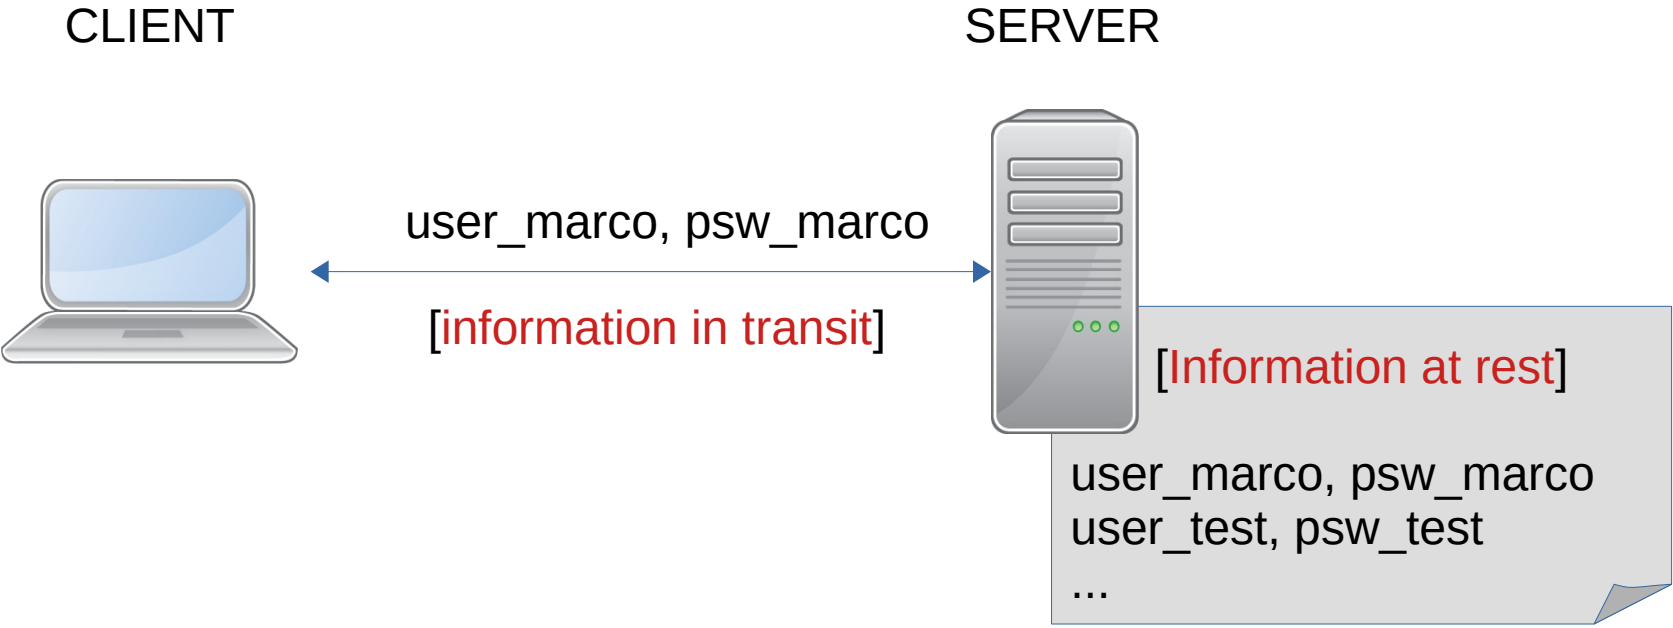 CLIENT
SERVER
user_marco, psw_marco
[information in transit]
[Information at rest]
user_marco, psw_marco
user_test, psw_test
...